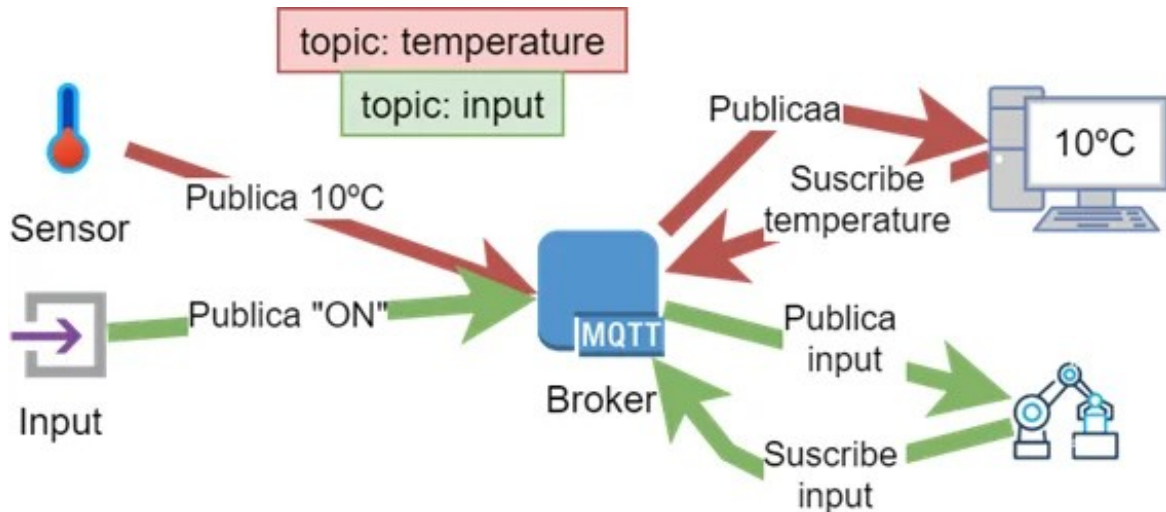 topic: temperature
topic: input
Sensor
Publica 10ºC
Input
Publica "ON"
MQTT
Broker
Publicaa
10ºC
Suscribe
temperature
Publica
input
Suscribe
input